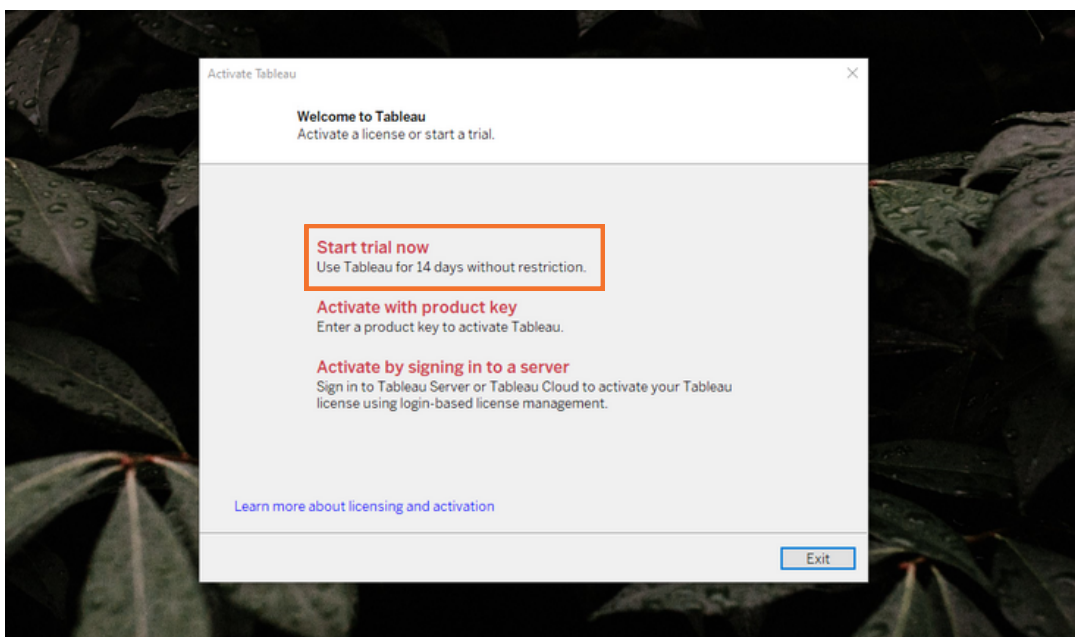 Activate Tableau
Welcome to Tableau
Activate a license or start a trial.
Start trial now
Use Tableau for 14 days without restriction.
Activate with product key
Enter a product key to activate Tableau.
Activate by signing in to a server
Sign in to Tableau Server or Tableau Cloud to activate your Tableau
license using login-based license management.
Learn more about licensing and activation
Exit